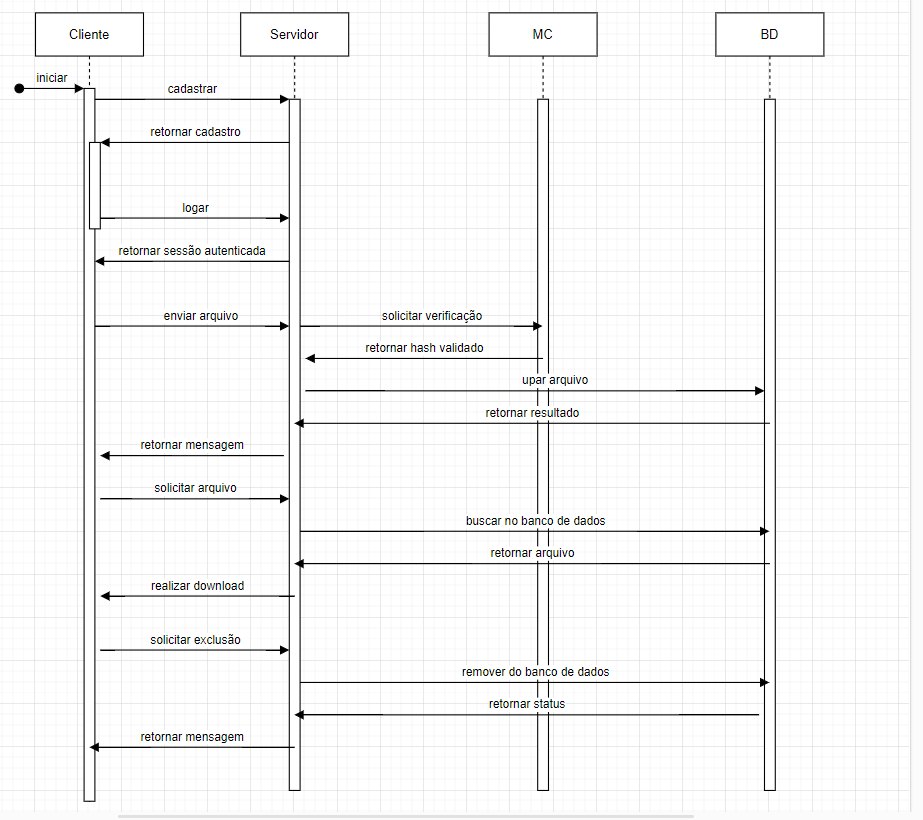 Cliente
Servidor
MC
BD
iniciar
cadastrar
retornar cadastro
logar
retornar sessão autenticada
enviar arquivo
solicitar verificação
retornar hash validado
upar arquivo
retornar resultado
retornar mensagem
solicitar arquivo
buscar no banco de dados
retornar arquivo
realizar download
solicitar exclusão
remover do banco de dados
retornar status
retornar mensagem